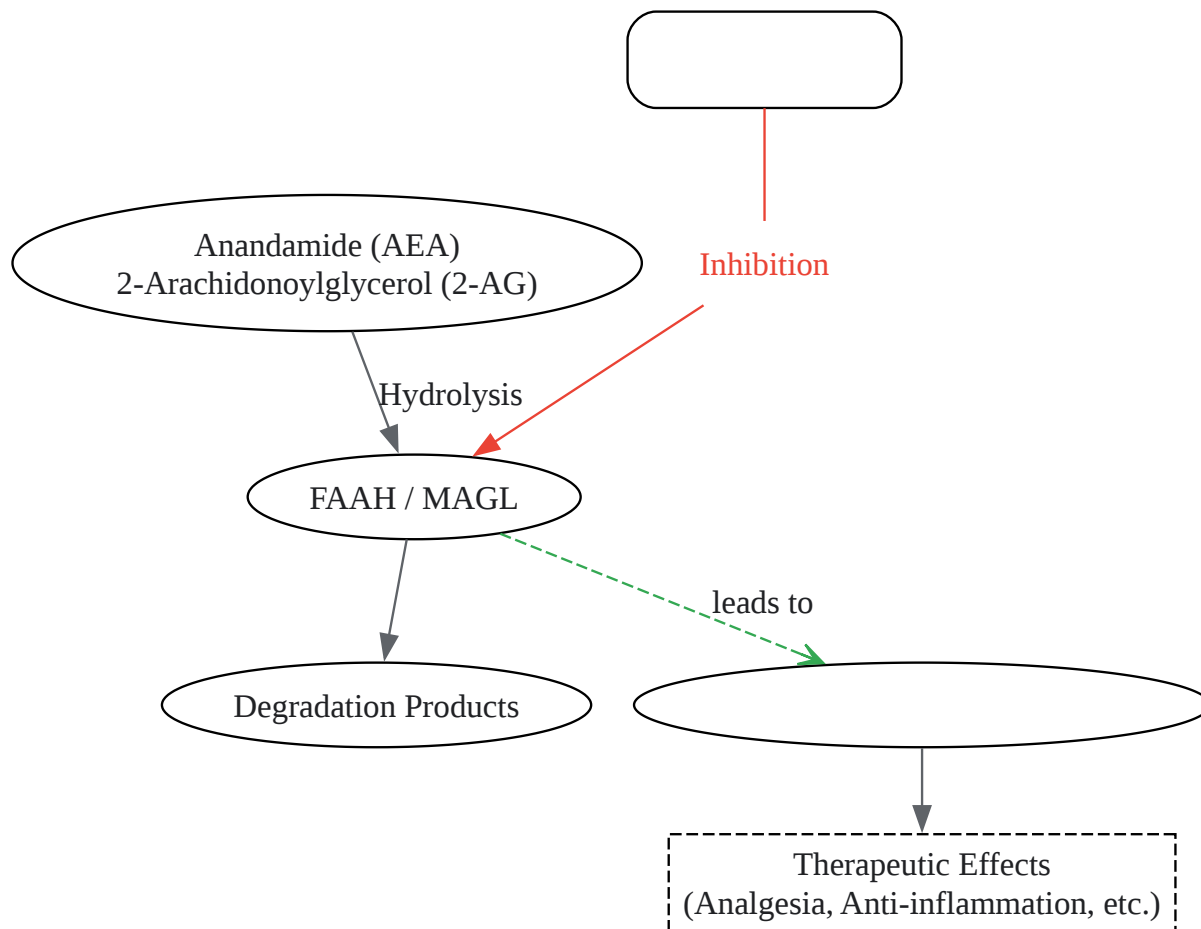 Anandamide (AEA)
2-Arachidonoylglycerol (2-AG)
Inhibition
Hydrolysis
FAAH / MAGL
leads to
Degradation Products
Therapeutic Effects
(Analgesia, Anti-inflammation, etc.)